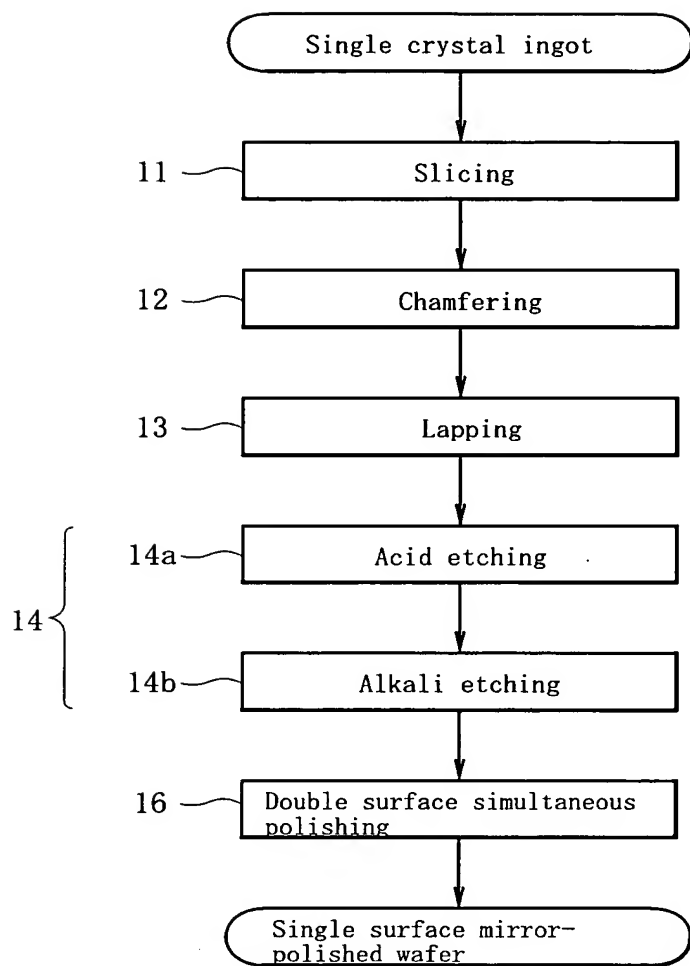 Single crystal ingot
11
Slicing
12
Chamfering
13
Lapping
14
14a
Acid etching
14b
Alkali etching
16
Double surface simultaneous
polishing
Single surface mirror-
polished wafer